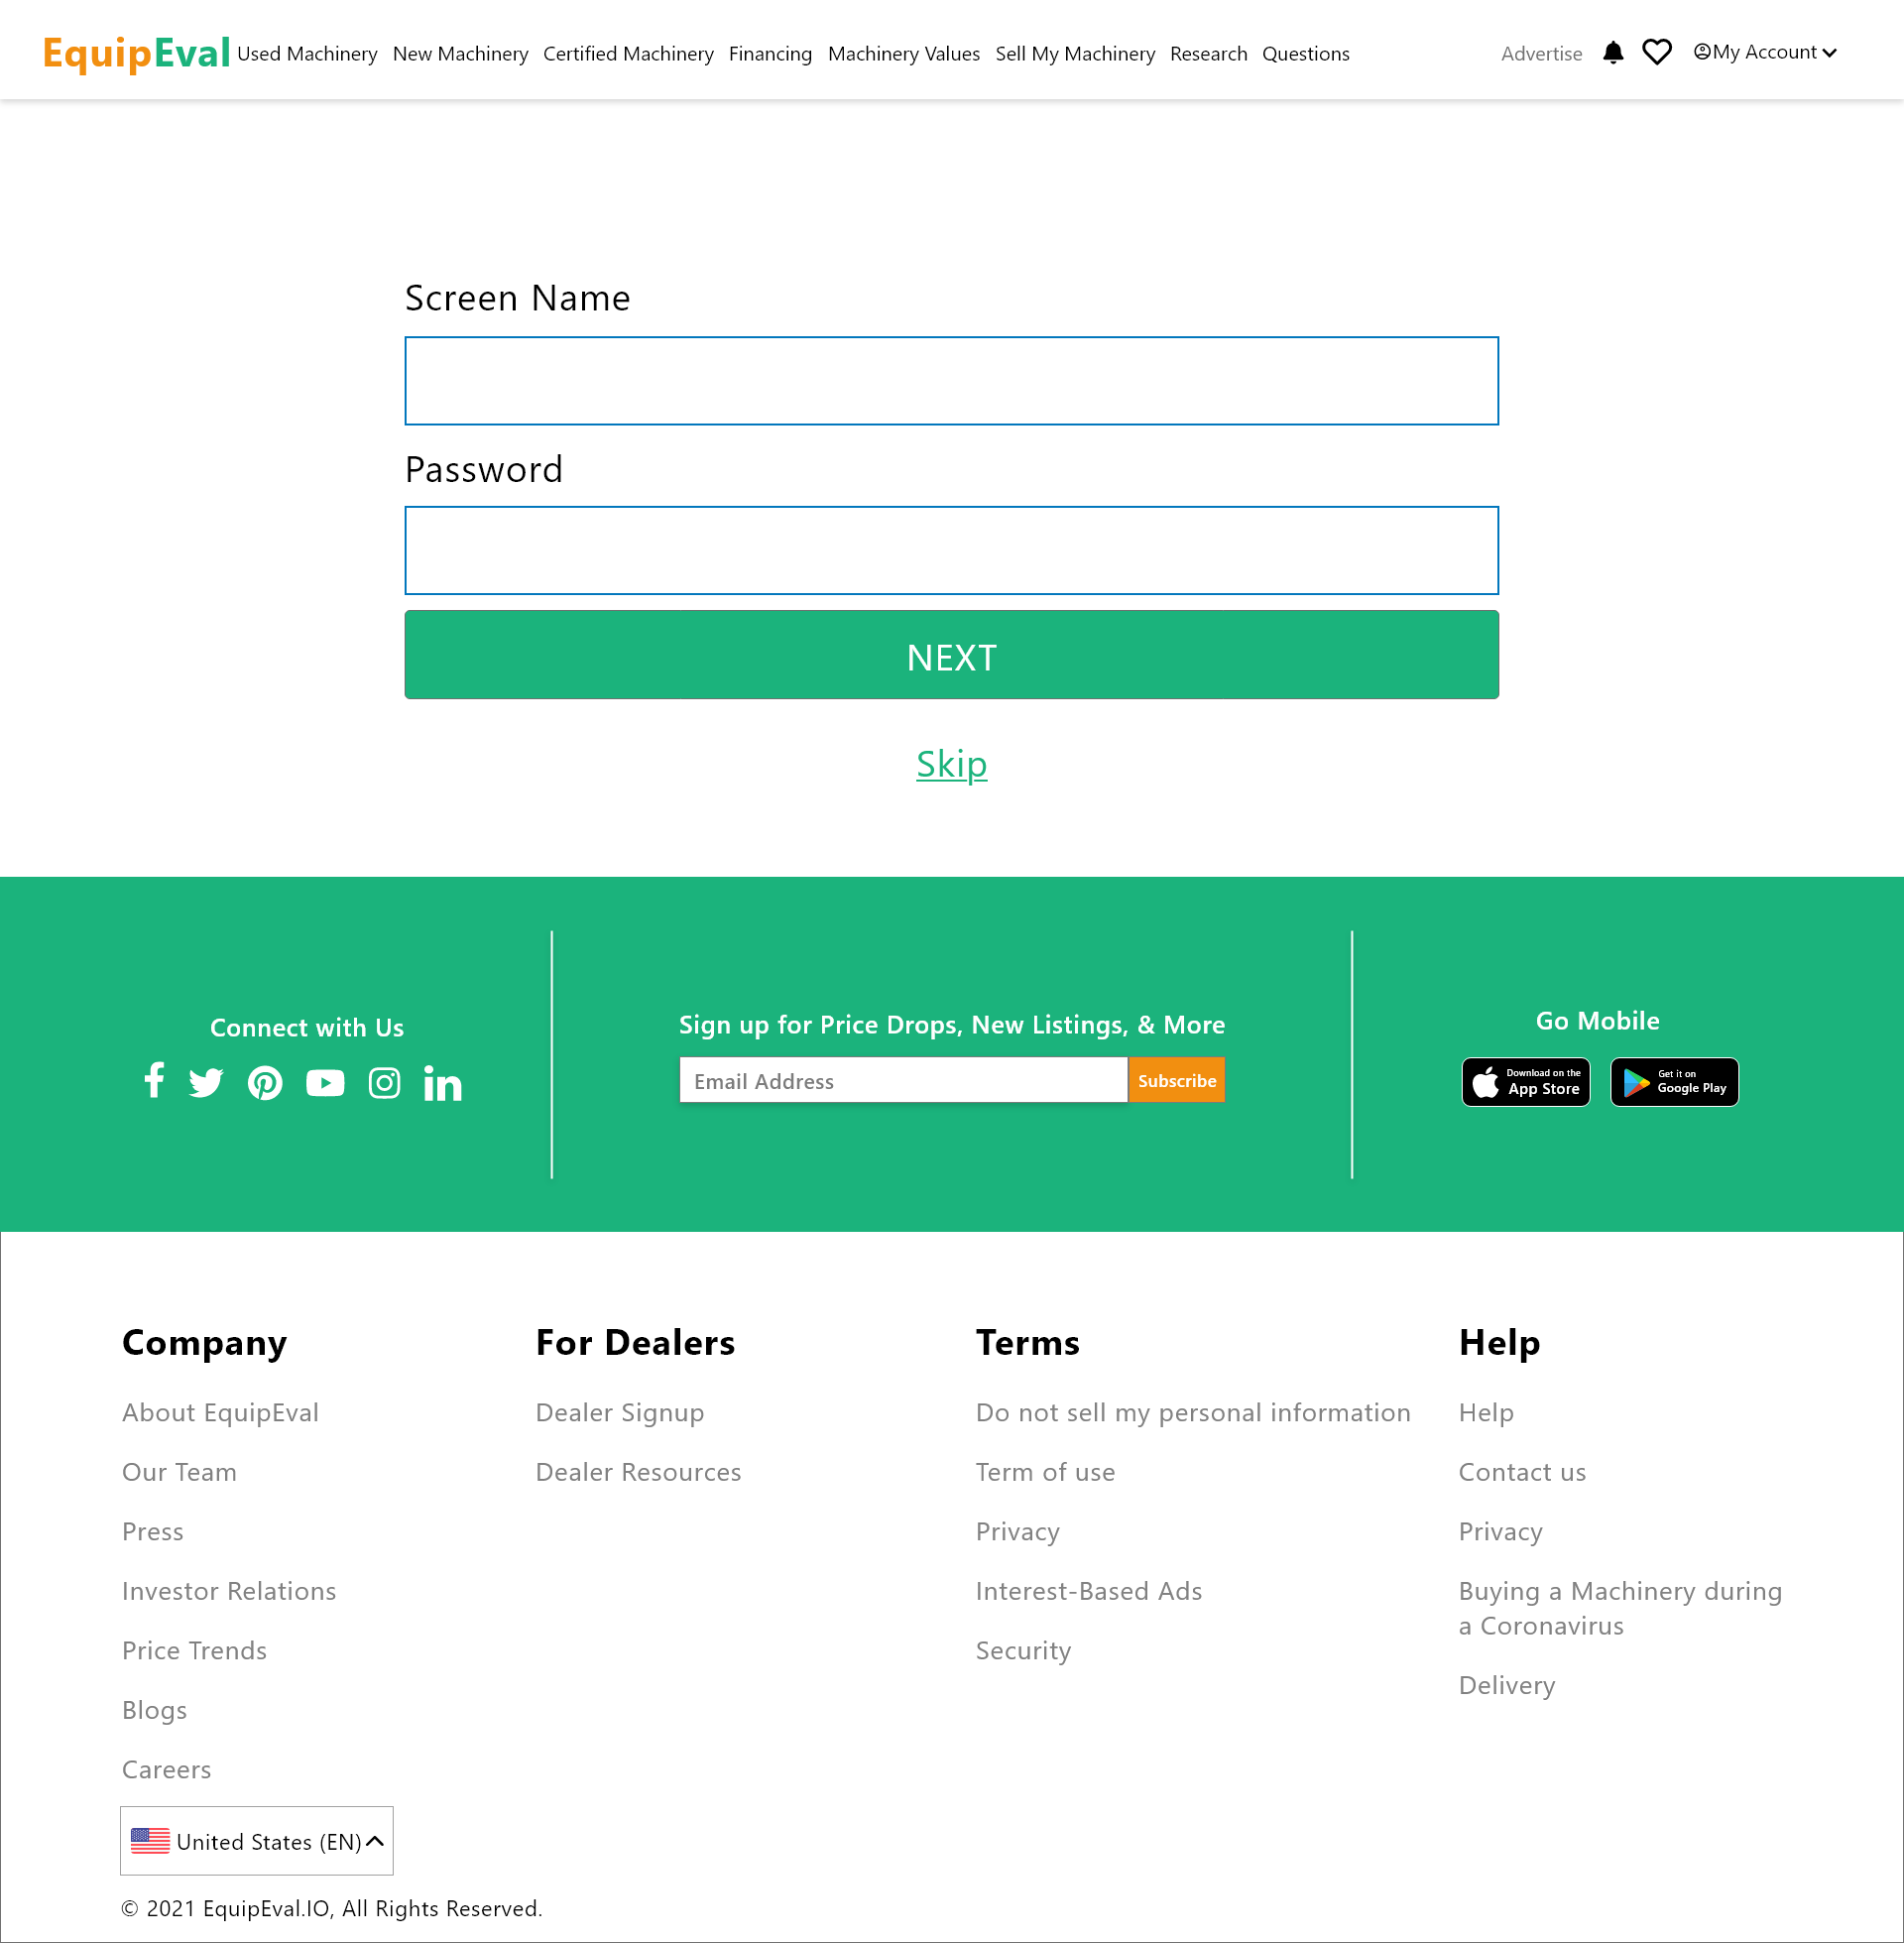 EquipEval Used Machinery New Machinery Certified Machinery Financing Machinery Values Sell My Machinery Research Questions Advertise My Account
Screen Name
Password
NEXT
Skip
Connect with Us
Sign up for Price Drops, New Listings, & More
Email Address Subscribe
Go Mobile
Download on the
App Store
Get it on
Google Play
Company
About EquipEval
Our Team
Press
Investor Relations
Price Trends
Blogs
Careers
For Dealers
Dealer Signup
Dealer Resources
Terms
Do not sell my personal information
Term of use
Privacy
Interest-Based Ads
Security
Help
Help
Contact us
Privacy
Buying a Machinery during
a Coronavirus
Delivery
United States (EN)
© 2021 EquipEval.IO, All Rights Reserved.